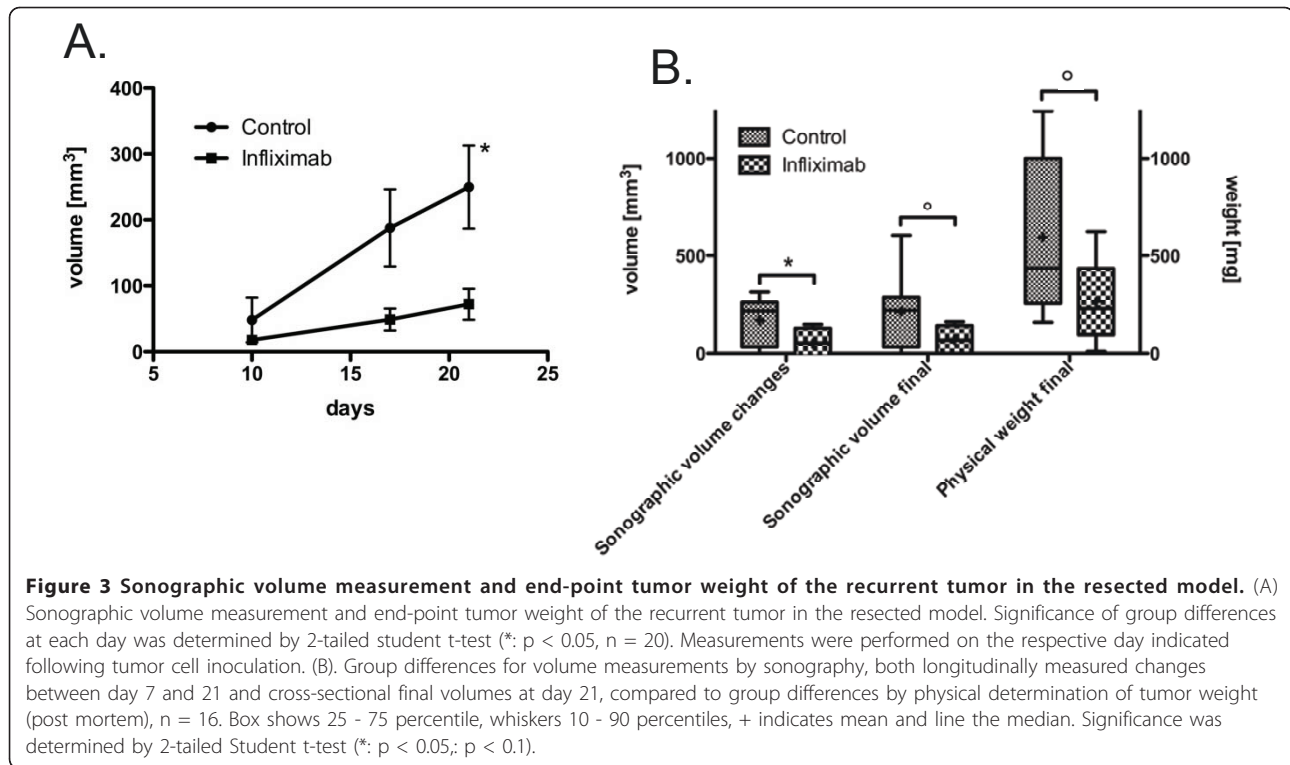 A.
400
300
200
100
0
volume [mm³]
Control
Infliximab
*
5 10 15 20 25
days
B.
1000
500
0
volume [mm³]
Control
Infliximab
*
°
°
1000
500
0
weight [mg]
Sonographic volume changes
Sonographic volume final
Physical weight final
Figure 3 Sonographic volume measurement and end-point tumor weight of the recurrent tumor in the resected model. (A)
Sonographic volume measurement and end-point tumor weight of the recurrent tumor in the resected model. Significance of group differences
at each day was determined by 2-tailed student t-test (*: p < 0.05, n = 20). Measurements were performed on the respective day indicated
following tumor cell inoculation. (B). Group differences for volume measurements by sonography, both longitudinally measured changes
between day 7 and 21 and cross-sectional final volumes at day 21, compared to group differences by physical determination of tumor weight
(post mortem), n = 16. Box shows 25 - 75 percentile, whiskers 10 - 90 percentiles, + indicates mean and line the median. Significance was
determined by 2-tailed Student t-test (*: p < 0.05,: p < 0.1).